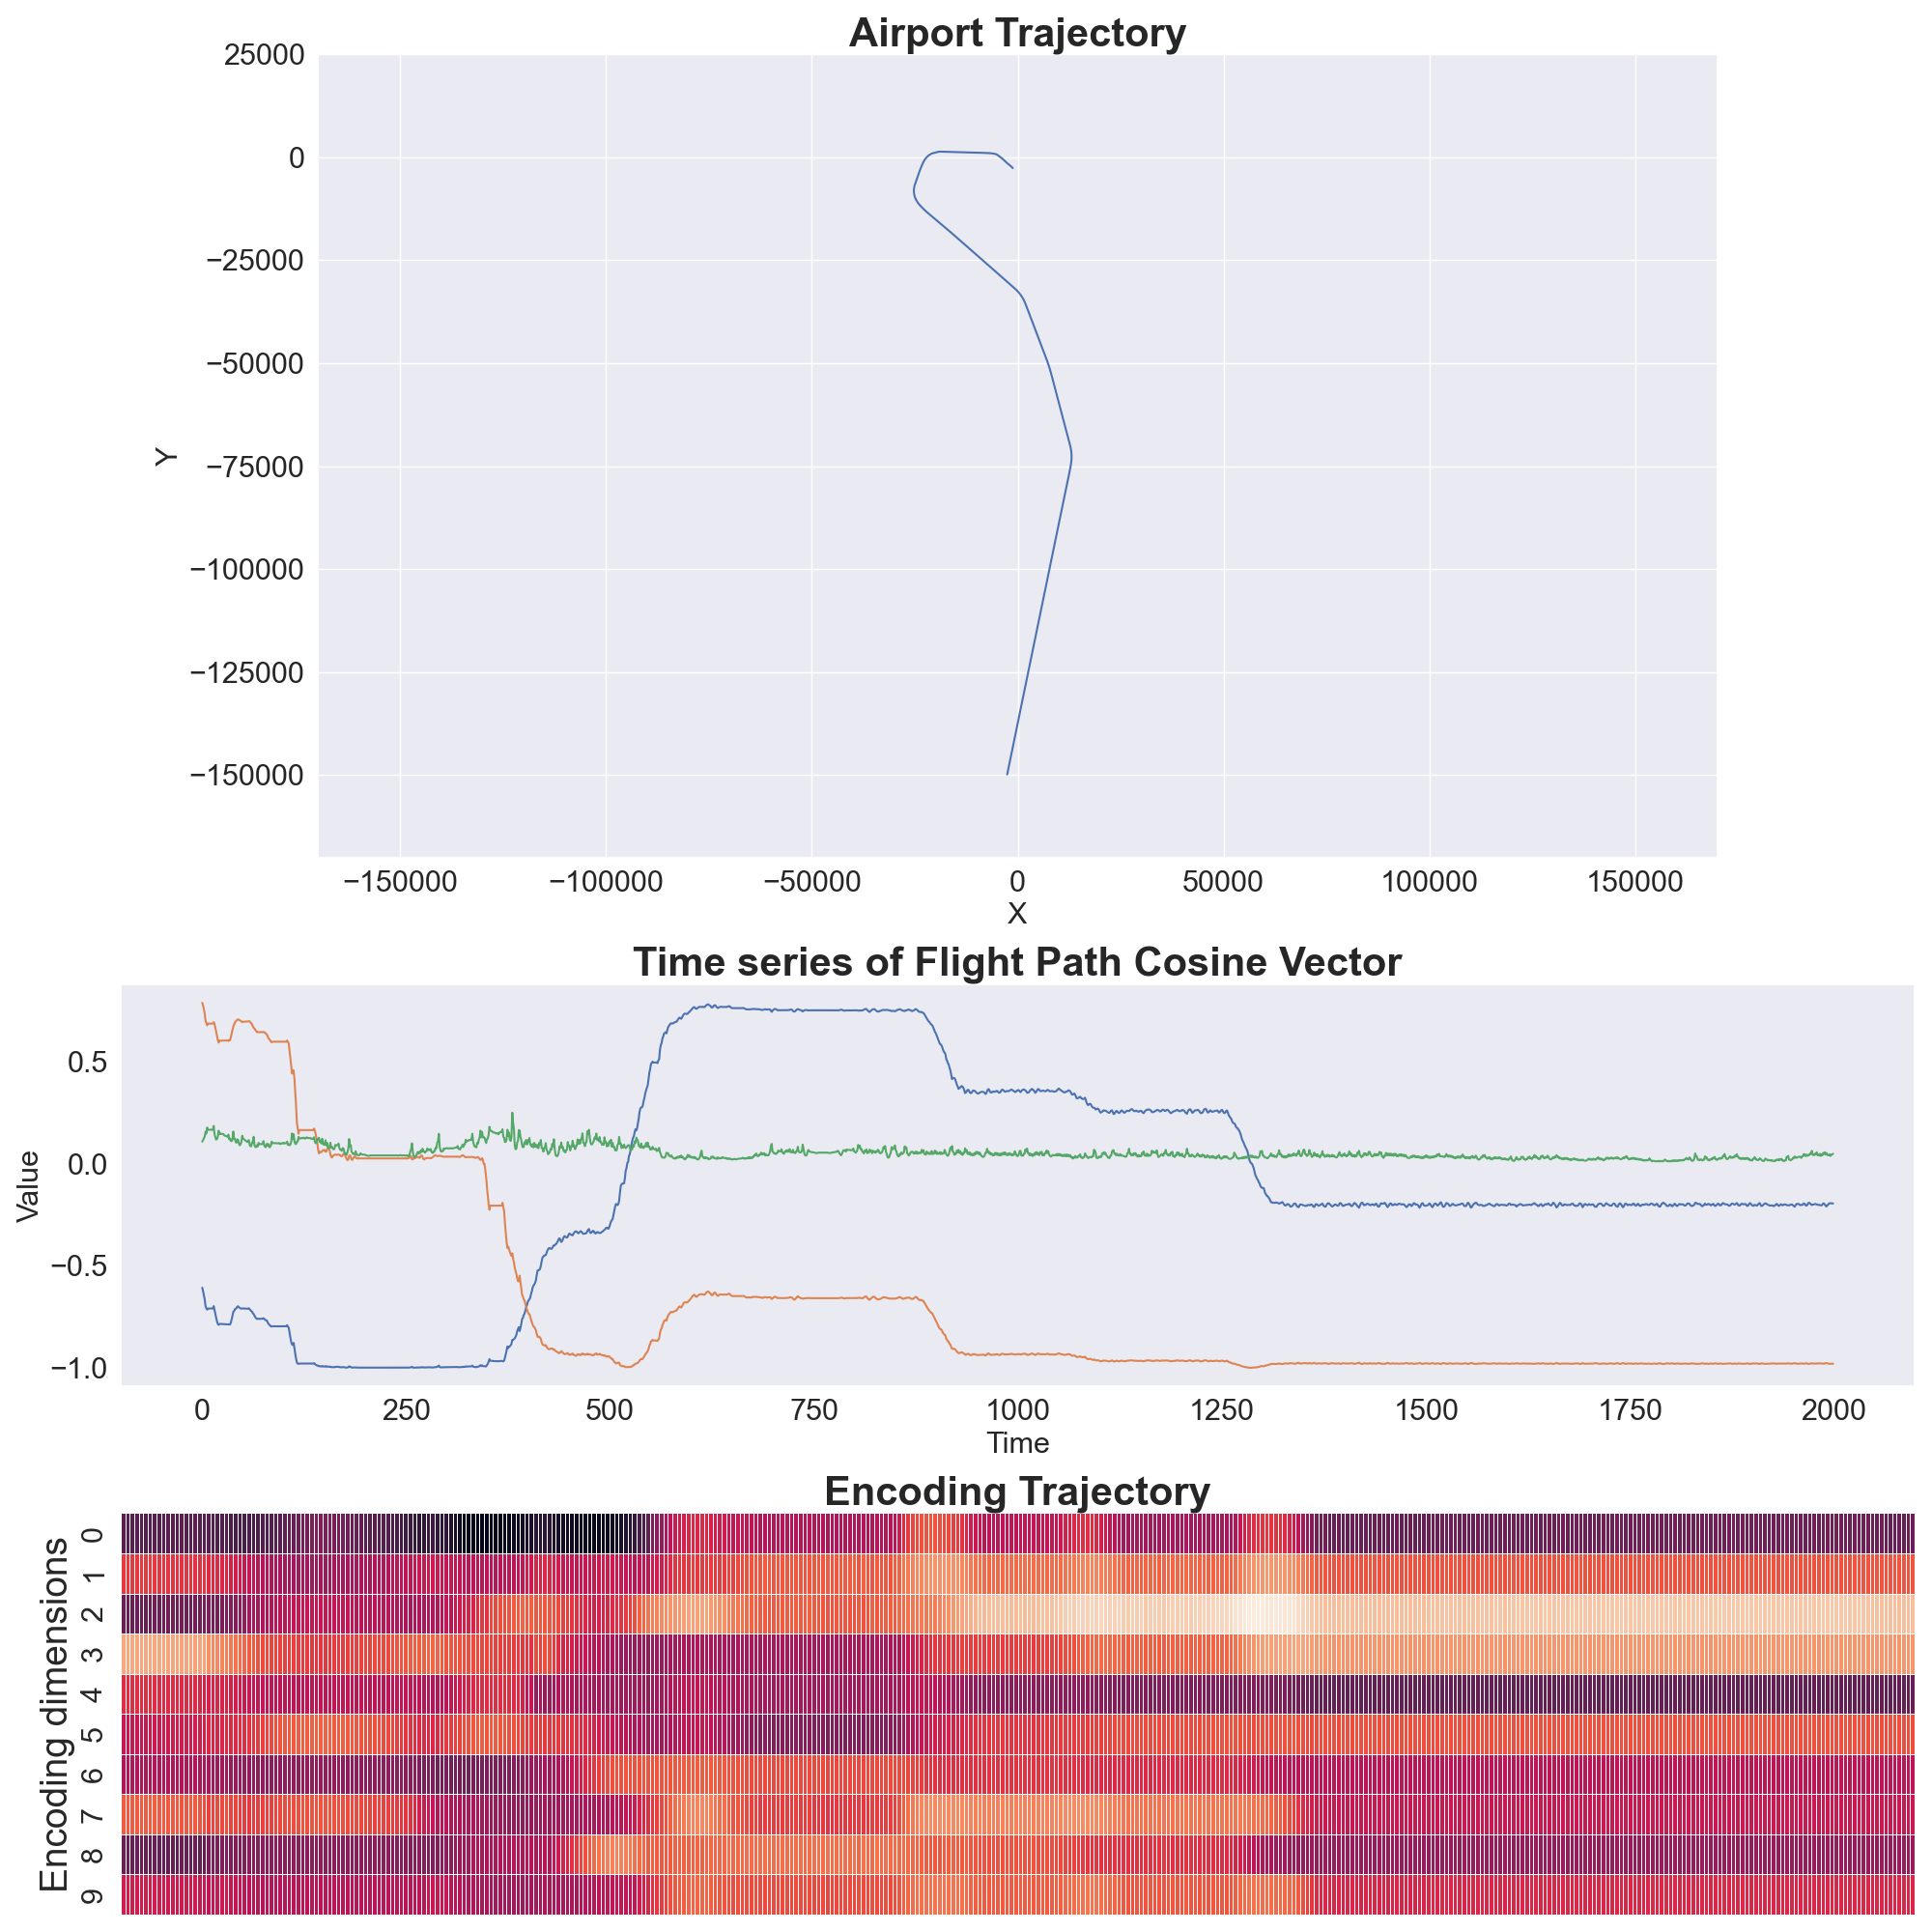 Airport Trajectory
25000
0
−25000
−50000
−75000
−100000
−125000
−150000
Y
−150000 −100000 −50000 0 50000 100000 150000
X
Time series of Flight Path Cosine Vector
0.5
0.0
−0.5
−1.0
Value
0 250 500 750 1000 1250 1500 1750 2000
Time
Encoding Trajectory
0
1
2
3
4
5
6
7
8
9
Encoding dimensions